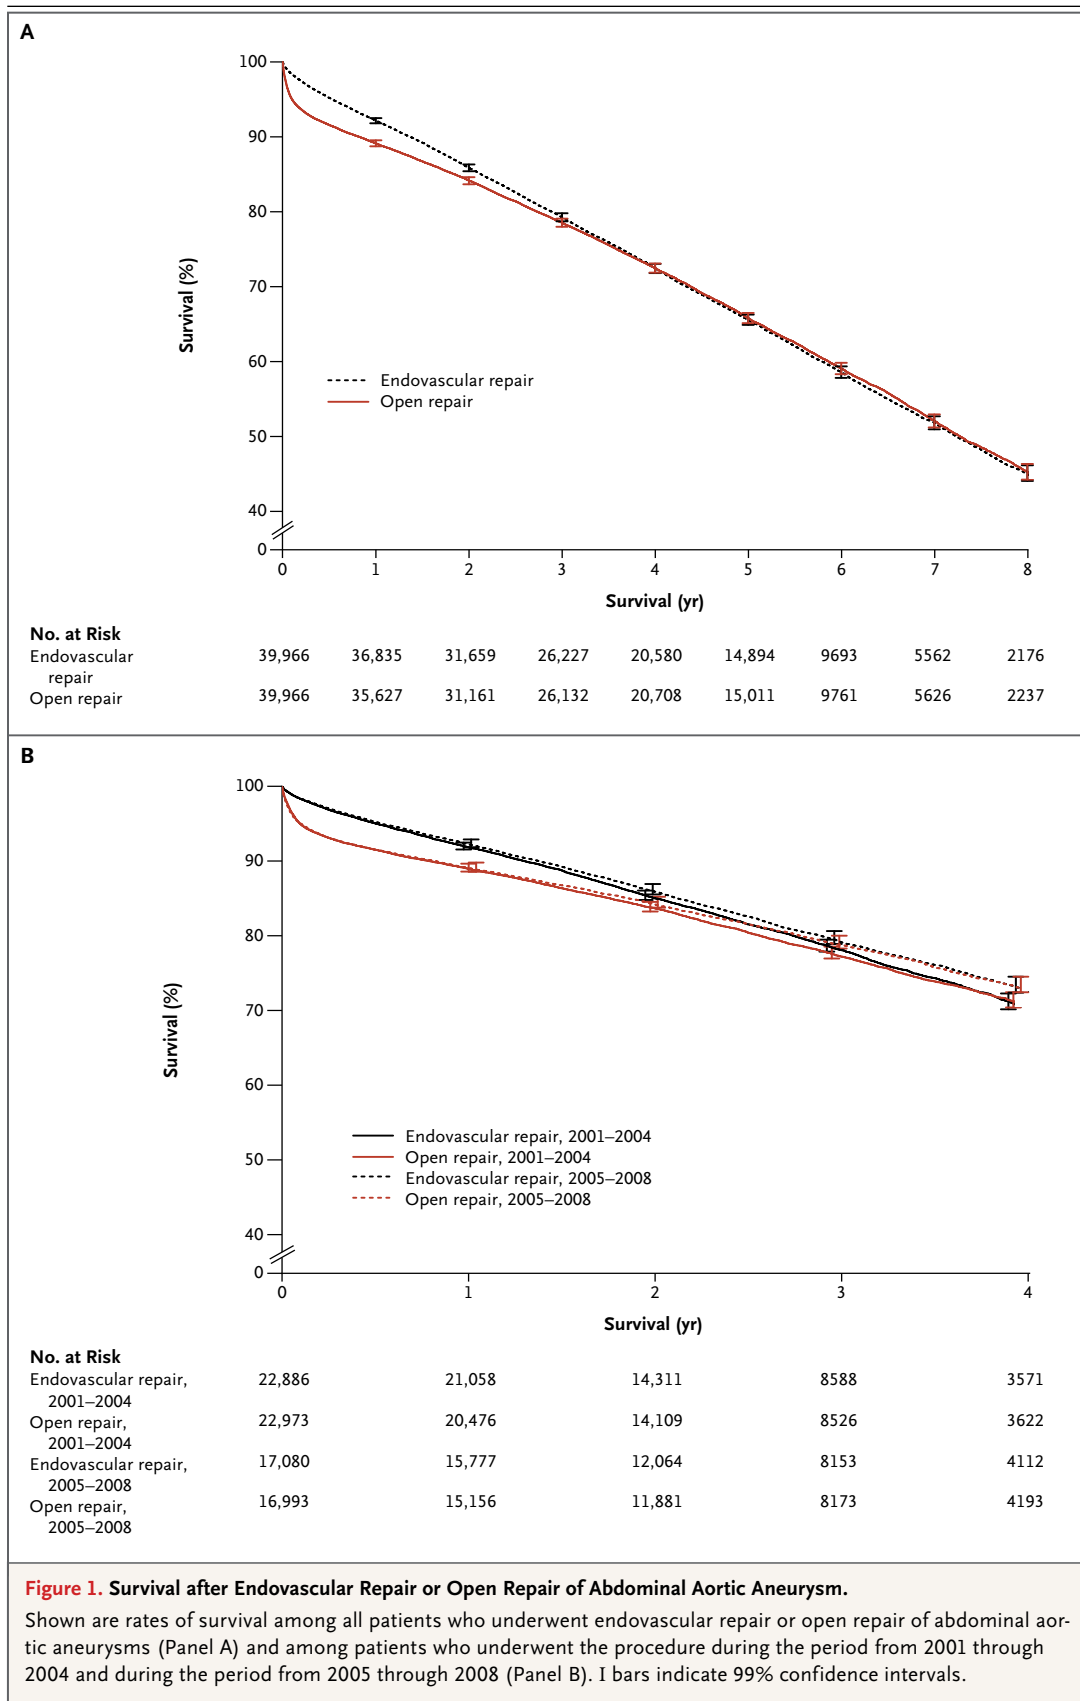 A
100
90
80
70
60
50
40
0
Survival (%)
Endovascular repair
Open repair
0 1 2 3 4 5 6 7 8
Survival (yr)
No. at Risk
Endovascular
repair
39,966 36,835 31,659 26,227 20,580 14,894 9693 5562 2176
Open repair 39,966 35,627 31,161 26,132 20,708 15,011 9761 5626 2237
B
100
90
80
70
60
50
40
0
Survival (%)
Endovascular repair, 2001–2004
Open repair, 2001–2004
Endovascular repair, 2005–2008
Open repair, 2005–2008
0 1 2 3 4
Survival (yr)
No. at Risk
Endovascular repair, 22,886 21,058 14,311 8588 3571
2001–2004
Open repair, 22,973 20,476 14,109 8526 3622
2001–2004
Endovascular repair, 17,080 15,777 12,064 8153 4112
2005–2008
Open repair, 16,993 15,156 11,881 8173 4193
2005–2008
Figure 1. Survival after Endovascular Repair or Open Repair of Abdominal Aortic Aneurysm.
Shown are rates of survival among all patients who underwent endovascular repair or open repair of abdominal aor-
tic aneurysms (Panel A) and among patients who underwent the procedure during the period from 2001 through
2004 and during the period from 2005 through 2008 (Panel B). I bars indicate 99% confidence intervals.